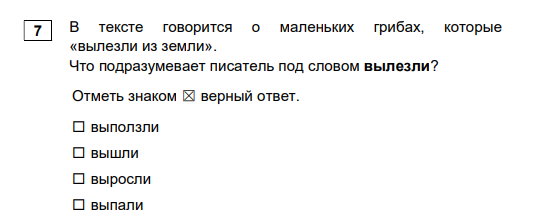 7
В тексте говорится о маленьких грибах, которые
«вылезли из земли».
Что подразумевает писатель под словом вылезли?
Отметь знаком ☒ верный ответ.
☐ выползли
☐ вышли
☐ выросли
☐ выпали